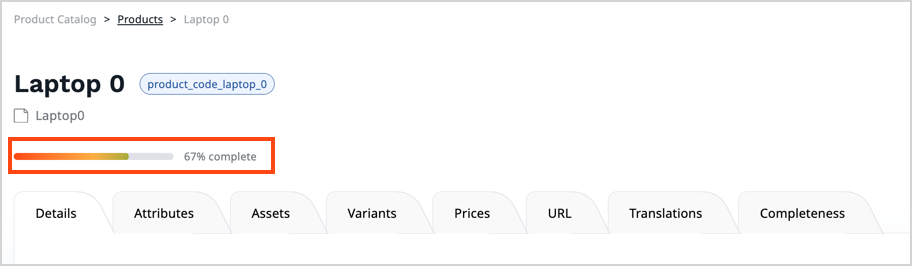 Product Catalog > Products > Laptop 0
Laptop 0 product_code_laptop_0
Laptop0
67% complete
Details Attributes Assets Variants Prices URL Translations Completeness